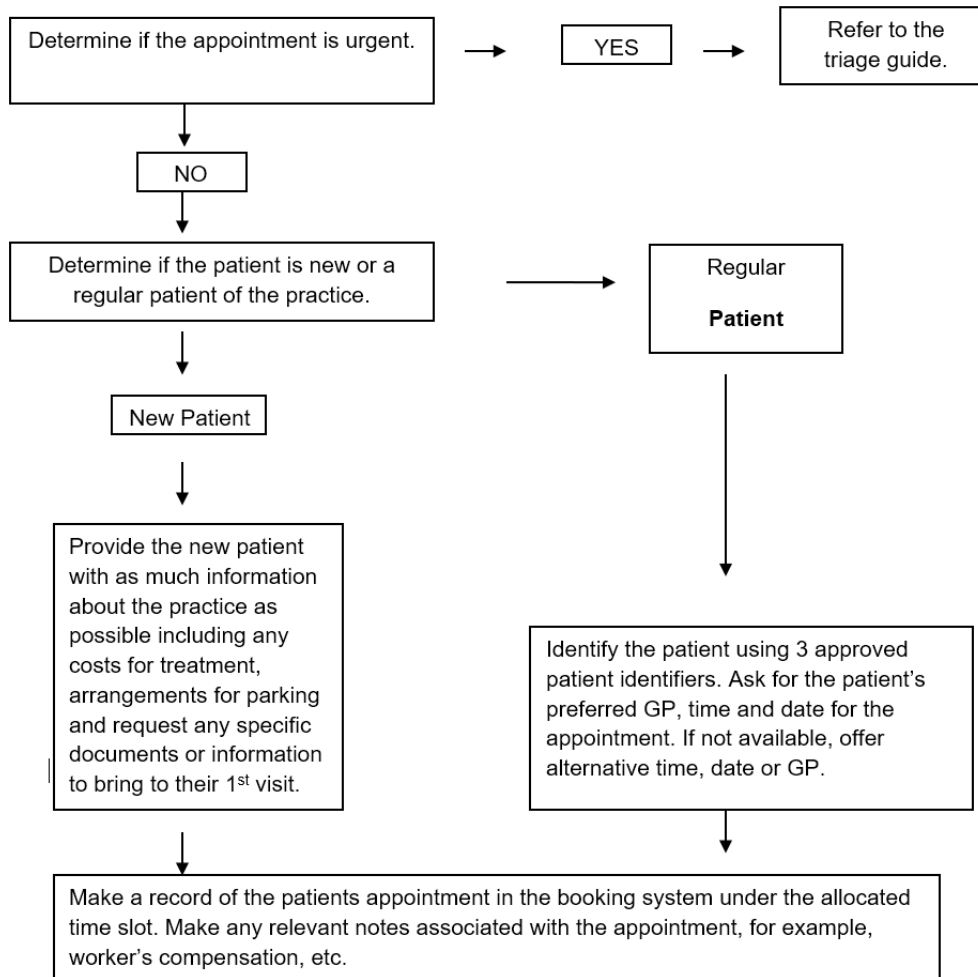 Determine if the appointment is urgent.
YES
Refer to the
triage guide.
NO
Determine if the patient is new or a
regular patient of the practice.
Regular
Patient
New Patient
Provide the new patient
with as much information
about the practice as
possible including any
costs for treatment,
arrangements for parking
and request any specific
documents or information
to bring to their 1st visit.
Identify the patient using 3 approved
patient identifiers. Ask for the patient’s
preferred GP, time and date for the
appointment. If not available, offer
alternative time, date or GP.
Make a record of the patients appointment in the booking system under the allocated
time slot. Make any relevant notes associated with the appointment, for example,
worker’s compensation, etc.